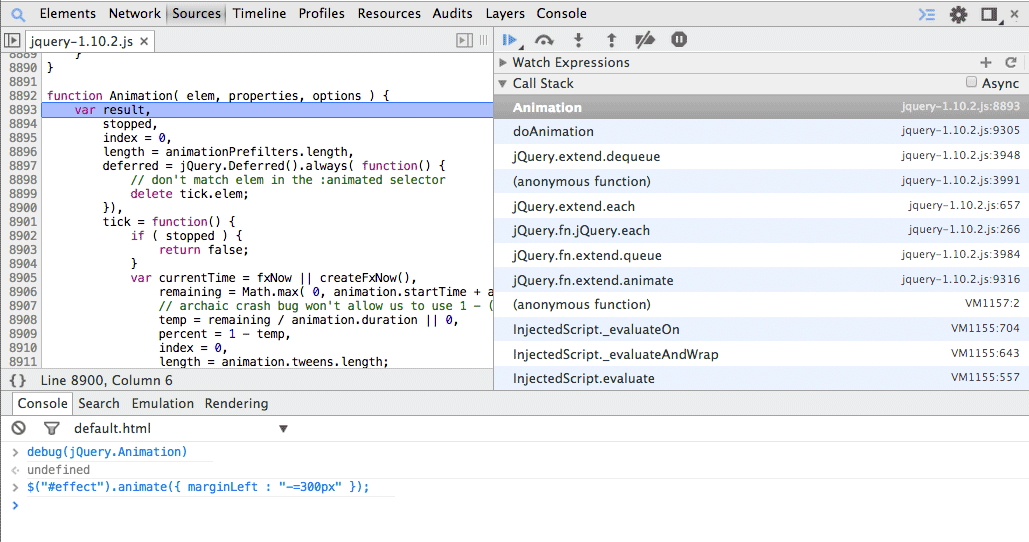 Elements Network Sources Timeline Profiles Resources Audits Layers Console
jquery-1.10.2.js ×
8889 }
8890 }
8891
8892 function Animation( elem, properties, options ) {
8893 var result,
8894 stopped,
8895 index = 0,
8896 length = animationPrefilters.length,
8897 deferred = jQuery.Deferred().always( function() {
8898 // don't match elem in the :animated selector
8899 delete tick.elem;
8900 }),
8901 tick = function() {
8902 if ( stopped ) {
8903 return false;
8904 }
8905 var currentTime = fxNow || createFxNow(),
8906 remaining = Math.max( 0, animation.startTime + a
8907 // archaic crash bug won't allow us to use 1 - (
8908 temp = remaining / animation.duration || 0,
8909 percent = 1 - temp,
8910 index = 0,
8911 length = animation.tweens.length;
{} Line 8900, Column 6
Watch Expressions
Call Stack Async
Animation jquery-1.10.2.js:8893
doAnimation jquery-1.10.2.js:9305
jQuery.extend.dequeue jquery-1.10.2.js:3948
(anonymous function) jquery-1.10.2.js:3991
jQuery.extend.each jquery-1.10.2.js:657
jQuery.fn.jQuery.each jquery-1.10.2.js:266
jQuery.fn.extend.queue jquery-1.10.2.js:3984
jQuery.fn.extend.animate jquery-1.10.2.js:9316
(anonymous function) VM1157:2
InjectedScript._evaluateOn VM1155:704
InjectedScript._evaluateAndWrap VM1155:643
InjectedScript.evaluate VM1155:557
Console Search Emulation Rendering
default.html
debug(jQuery.Animation)
undefined
$("#effect").animate({ marginLeft : "-=300px" });